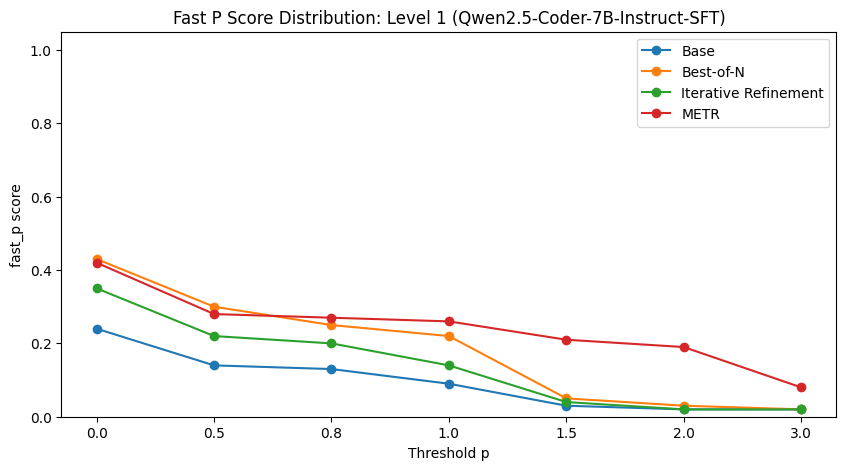 Fast P Score Distribution: Level 1 (Qwen2.5-Coder-7B-Instruct-SFT)
Base
Best-of-N
Iterative Refinement
METR
fast_p score
1.0
0.8
0.6
0.4
0.2
0.0
0.0 0.5 0.8 1.0 1.5 2.0 3.0
Threshold p